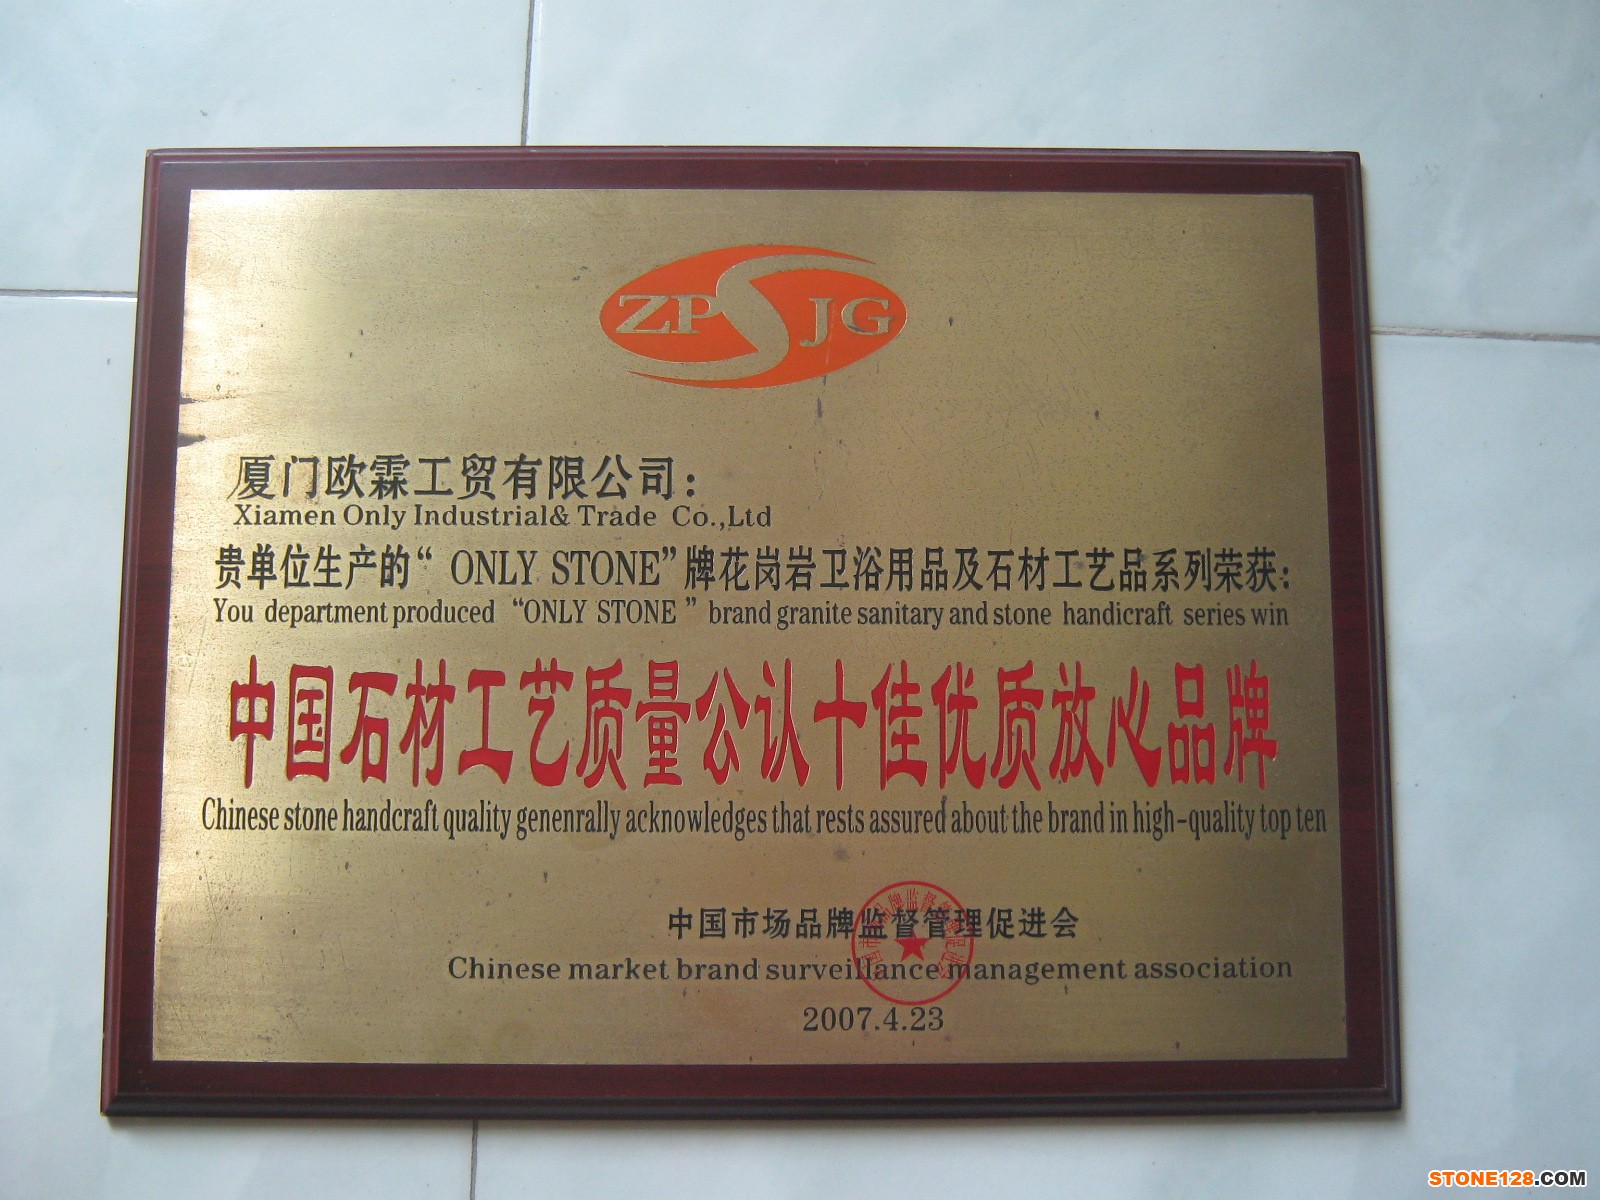 ZPSJG
厦门欧霖工贸有限公司：
Xiamen Only Industrial& Trade Co.,Ltd
贵单位生产的“ ONLY STONE”牌花岗岩卫浴用品及石材工艺品系列荣获：
You department produced “ONLY STONE ” brand granite sanitary and stone handicraft series win
中国石材工艺质量公认十佳优质放心品牌
Chinese stone handcraft quality genenrally acknowledges that rests assured about the brand in high-quality top ten
中国市场品牌监督管理促进会
Chinese market brand surveillance management association
2007.4.23
STONE128.COM